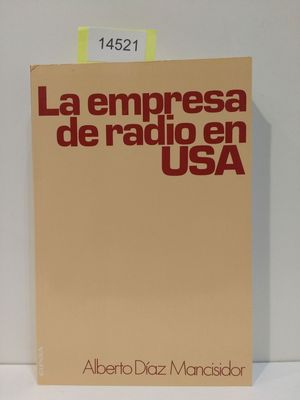 14521
La empresa
de radio en
USA
Alberto Díaz Mancisidor